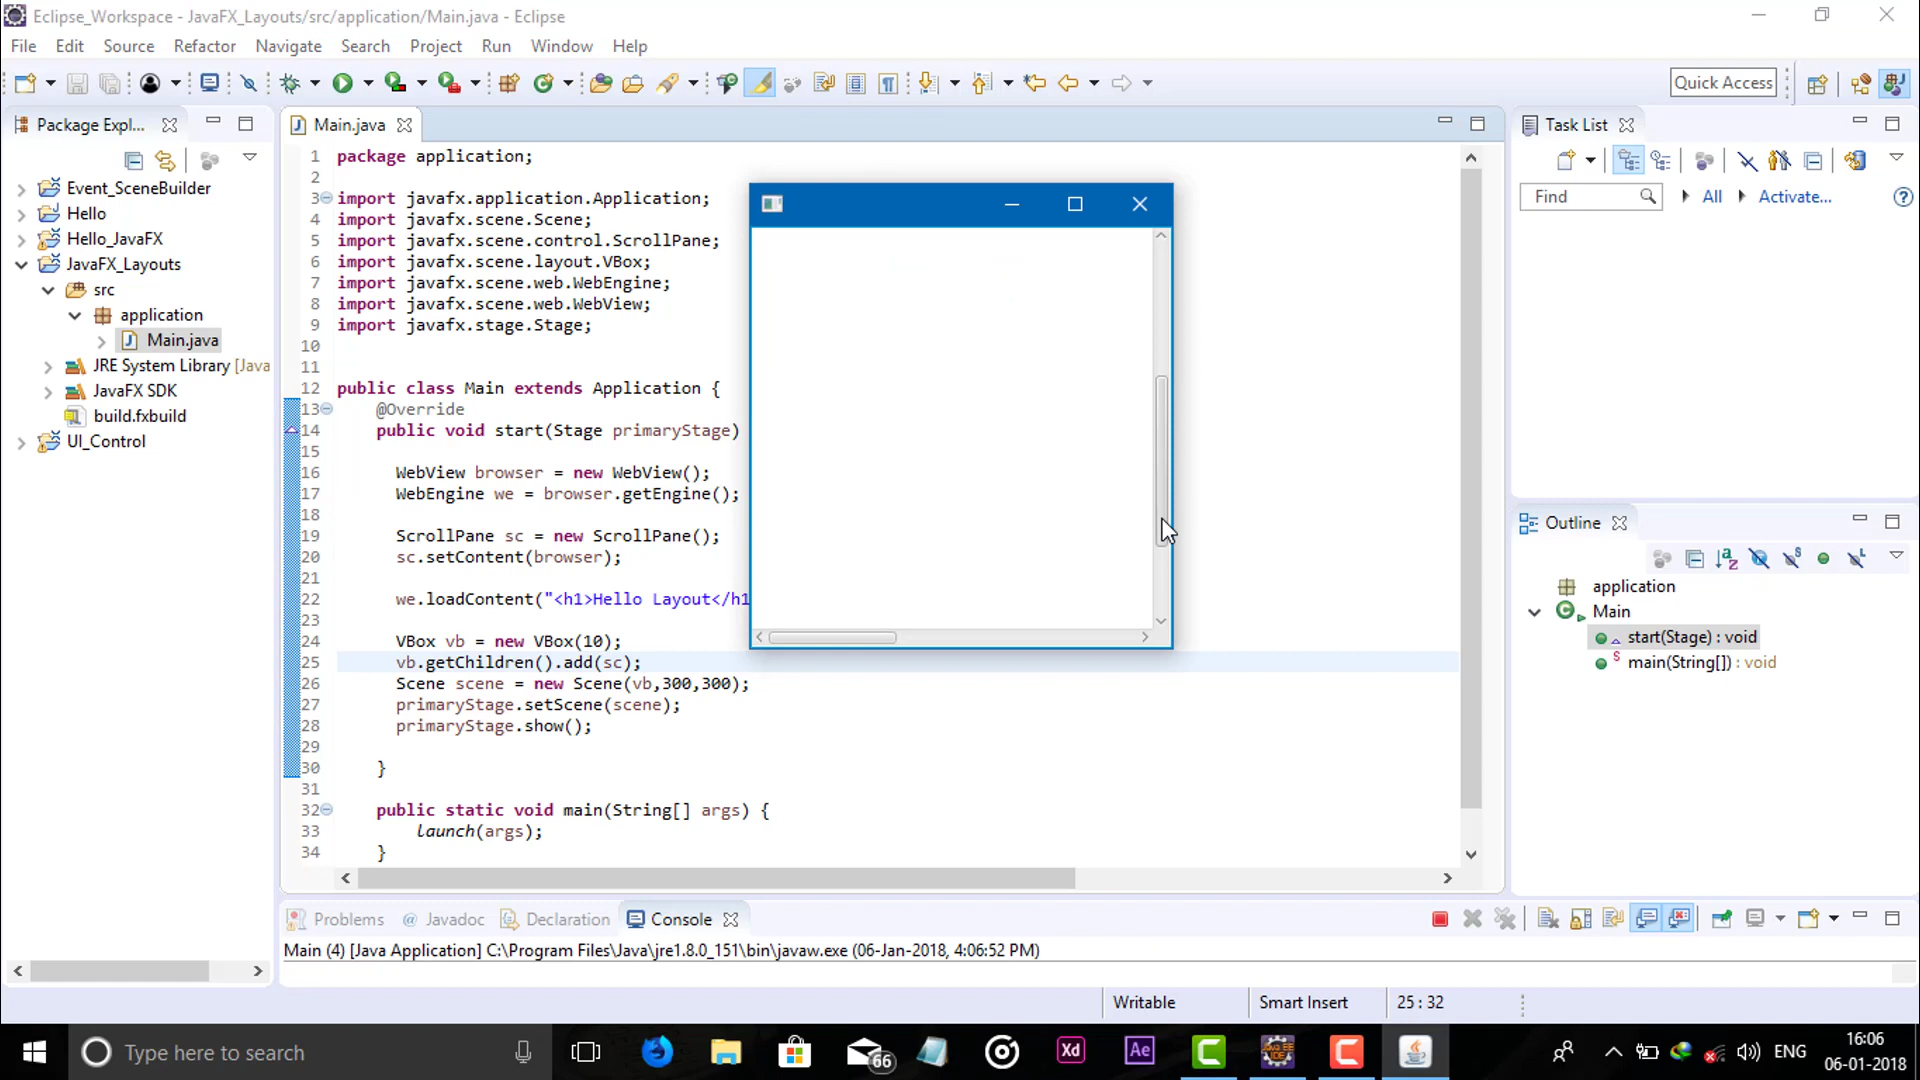 Eclipse_Workspace - JavaFX_Layouts/src/application/Main.java - Eclipse
File Edit Source Refactor Navigate Search Project Run Window Help
Quick Access
Package Expl...
Event_SceneBuilder
Hello
Hello_JavaFX
JavaFX_Layouts
src
application
Main.java
JRE System Library [Java
JavaFX SDK
build.fxbuild
UI_Control
Main.java
1 package application;
2
3 import javafx.application.Application;
4 import javafx.scene.Scene;
5 import javafx.scene.control.ScrollPane;
6 import javafx.scene.layout.VBox;
7 import javafx.scene.web.WebEngine;
8 import javafx.scene.web.WebView;
9 import javafx.stage.Stage;
10
11
12 public class Main extends Application {
13 @Override
14 public void start(Stage primaryStage)
15
16 WebView browser = new WebView();
17 WebEngine we = browser.getEngine();
18
19 ScrollPane sc = new ScrollPane();
20 sc.setContent(browser);
21
22 we.loadContent("<h1>Hello Layout</h1
23
24 VBox vb = new VBox(10);
25 vb.getChildren().add(sc);
26 Scene scene = new Scene(vb,300,300);
27 primaryStage.setScene(scene);
28 primaryStage.show();
29
30 }
31
32 public static void main(String[] args) {
33 launch(args);
34 }
Task List
Find All Activate...
Outline
application
Main
start(Stage) : void
main(String[]) : void
Problems Javadoc Declaration Console
Main (4) [Java Application] C:\Program Files\Java\jre1.8.0_151\bin\javaw.exe (06-Jan-2018, 4:06:52 PM)
Writable Smart Insert 25 : 32
Type here to search
66
Xd
Ae
ENG
16:06
06-01-2018